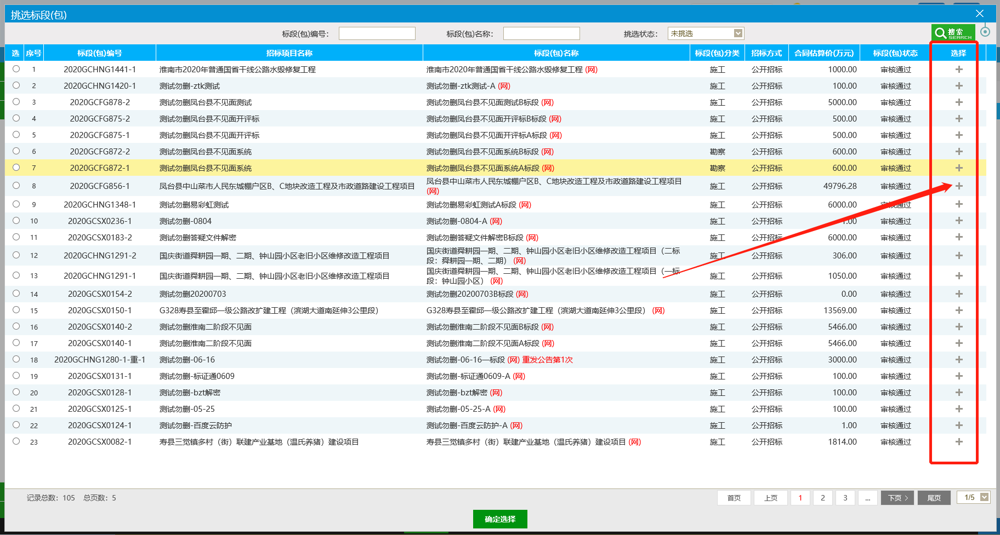 挑选标段(包)
标段(包)编号： 标段(包)名称： 挑选状态： 未挑选 搜索 SEARCH
选 序号 标段(包)编号 招标项目名称 标段(包)名称 标段(包)分类 招标方式 合同估算价(万元) 标段(包)状态 选择
1 2020GCHNG1441-1 淮南市2020年普通国省干线公路水毁修复工程 淮南市2020年普通国省干线公路水毁修复工程 (网) 施工 公开招标 1000.00 审核通过
2 2020GCHNG1420-1 测试勿删-ztk测试 测试勿删-ztk测试-A (网) 施工 公开招标 100.00 审核通过
3 2020GCFG878-2 测试勿删凤台县不见面测试 测试勿删凤台县不见面测试B标段 (网) 施工 公开招标 5000.00 审核通过
4 2020GCFG875-2 测试勿删凤台县不见面开评标 测试勿删凤台县不见面开评标B标段 (网) 施工 公开招标 500.00 审核通过
5 2020GCFG875-1 测试勿删凤台县不见面开评标 测试勿删凤台县不见面开评标A标段 (网) 施工 公开招标 500.00 审核通过
6 2020GCFG872-2 测试勿删凤台县不见面系统 测试勿删凤台县不见面系统B标段 (网) 勘察 公开招标 600.00 审核通过
7 2020GCFG872-1 测试勿删凤台县不见面系统 测试勿删凤台县不见面系统A标段 (网) 勘察 公开招标 600.00 审核通过
8 2020GCFG856-1 凤台县中山菜市人民东城棚户区B、C地块改造工程及市政道路建设工程项目 凤台县中山菜市人民东城棚户区B、C地块改造工程及市政道路建设工程项目
(网) 施工 公开招标 49796.28 审核通过
9 2020GCHNG1348-1 测试勿删易彩虹测试 测试勿删易彩虹测试A标段 (网) 施工 公开招标 6000.00 审核通过
10 2020GCSX0236-1 测试勿删-0804 测试勿删-0804-A (网) 施工 公开招标 1.00 审核通过
11 2020GCSX0183-2 测试勿删答疑文件解密 测试勿删答疑文件解密B标段 (网) 施工 公开招标 6000.00 审核通过
12 2020GCHNG1291-2 国庆街道舜耕园一期、二期、钟山园小区老旧小区维修改造工程项目 国庆街道舜耕园一期、二期、钟山园小区老旧小区维修改造工程项目（二标
段：舜耕园一期、二期） (网) 施工 公开招标 306.00 审核通过
13 2020GCHNG1291-1 国庆街道舜耕园一期、二期、钟山园小区老旧小区维修改造工程项目 国庆街道舜耕园一期、二期、钟山园小区老旧小区维修改造工程项目（一标
段：钟山园小区） (网) 施工 公开招标 1050.00 审核通过
14 2020GCSX0154-2 测试勿删20200703 测试勿删20200703B标段 (网) 施工 公开招标 0.00 审核通过
15 2020GCSX0150-1 G328寿县至霍邱一级公路改扩建工程（滨湖大道南延伸3公里段） G328寿县至霍邱一级公路改扩建工程（滨湖大道南延伸3公里段） (网) 施工 公开招标 13569.00 审核通过
16 2020GCSX0140-2 测试勿删淮南二阶段不见面 测试勿删淮南二阶段不见面B标段 (网) 施工 公开招标 5466.00 审核通过
17 2020GCSX0140-1 测试勿删淮南二阶段不见面 测试勿删淮南二阶段不见面A标段 (网) 施工 公开招标 5466.00 审核通过
18 2020GCHNG1280-1-重-1 测试勿删-06-16 测试勿删-06-16一标段 (网) 重发公告第1次 施工 公开招标 3000.00 审核通过
19 2020GCSX0131-1 测试勿删-标证通0609 测试勿删-标证通0609-A (网) 施工 公开招标 100.00 审核通过
20 2020GCSX0128-1 测试勿删-bzt解密 测试勿删-bzt解密 (网) 施工 公开招标 100.00 审核通过
21 2020GCSX0125-1 测试勿删-05-25 测试勿删-05-25-A (网) 施工 公开招标 100.00 审核通过
22 2020GCSX0124-1 测试勿删-百度云防护 测试勿删-百度云防护-A (网) 施工 公开招标 1.00 审核通过
23 2020GCSX0082-1 寿县三觉镇多村（街）联建产业基地（温氏养猪）建设项目 寿县三觉镇多村（街）联建产业基地（温氏养猪）建设项目 (网) 施工 公开招标 1814.00 审核通过
记录总数：105 总页数：5 首页 上页 1 2 3 ... 下页 尾页 1/5
确定选择